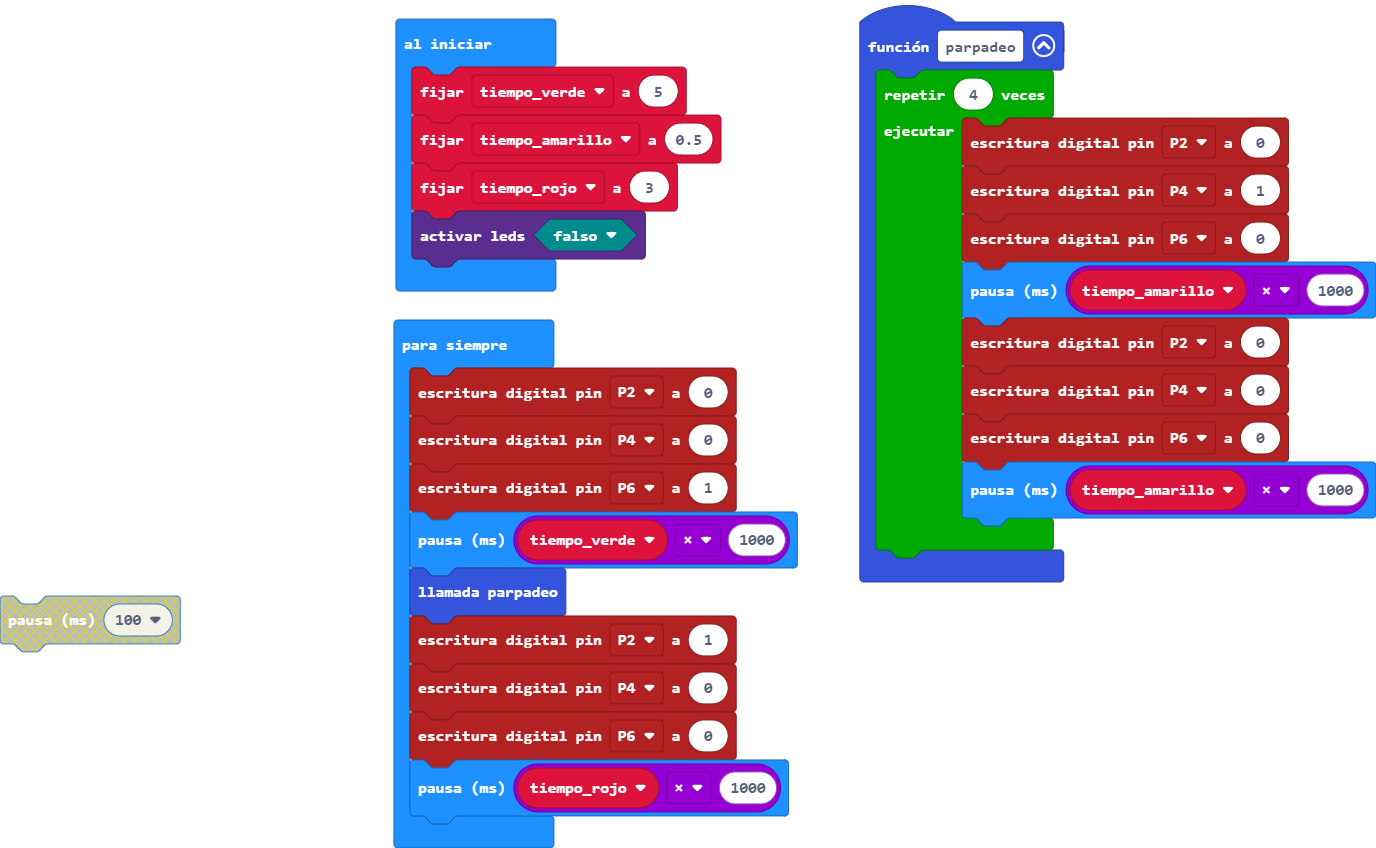 al iniciar
fijar tiempo_verde a 5
fijar tiempo_amarillo a 0.5
fijar tiempo_rojo a 3
activar leds falso
para siempre
escritura digital pin P2 a 0
escritura digital pin P4 a 0
escritura digital pin P6 a 1
pausa (ms) tiempo_verde × 1000
llamada parpadeo
escritura digital pin P2 a 1
escritura digital pin P4 a 0
escritura digital pin P6 a 0
pausa (ms) tiempo_rojo × 1000
pausa (ms) 100
función parpadeo
repetir 4 veces
ejecutar
escritura digital pin P2 a 0
escritura digital pin P4 a 1
escritura digital pin P6 a 0
pausa (ms) tiempo_amarillo × 1000
escritura digital pin P2 a 0
escritura digital pin P4 a 0
escritura digital pin P6 a 0
pausa (ms) tiempo_amarillo × 1000